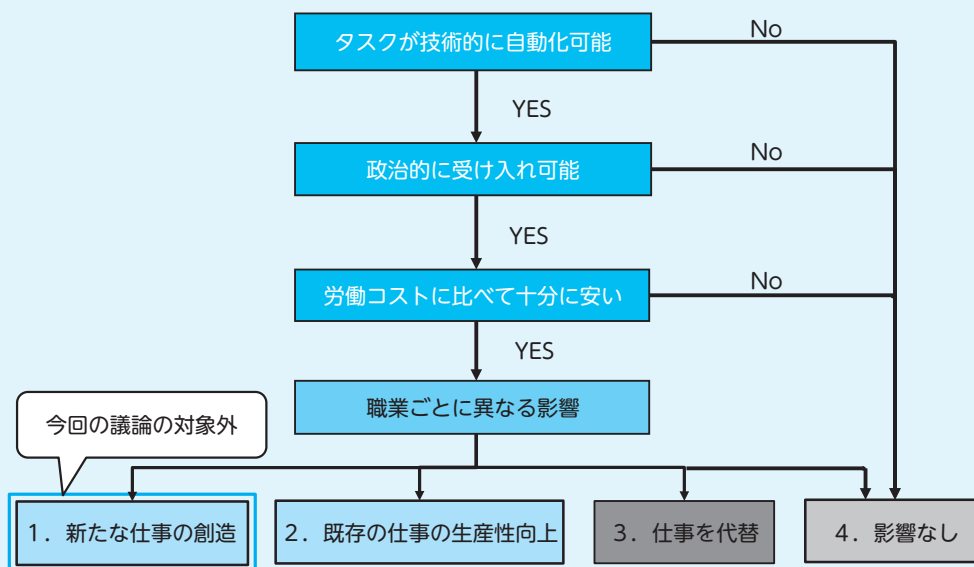 タスクが技術的に自動化可能
No
YES
政治的に受け入れ可能
No
YES
労働コストに比べて十分に安い
No
YES
職業ごとに異なる影響
今回の議論の対象外
1．新たな仕事の創造
2．既存の仕事の生産性向上
3．仕事を代替
4．影響なし